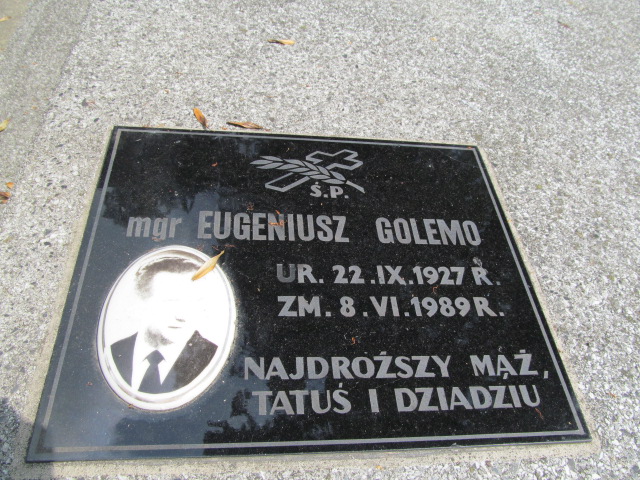 Ś.P.
mgr EUGENIUSZ GOLEMO
UR. 22.IX.1927 R.
ZM. 8.VI.1989 R.
NAJDROŻSZY MĄŻ,
TATUŚ I DZIADZIU